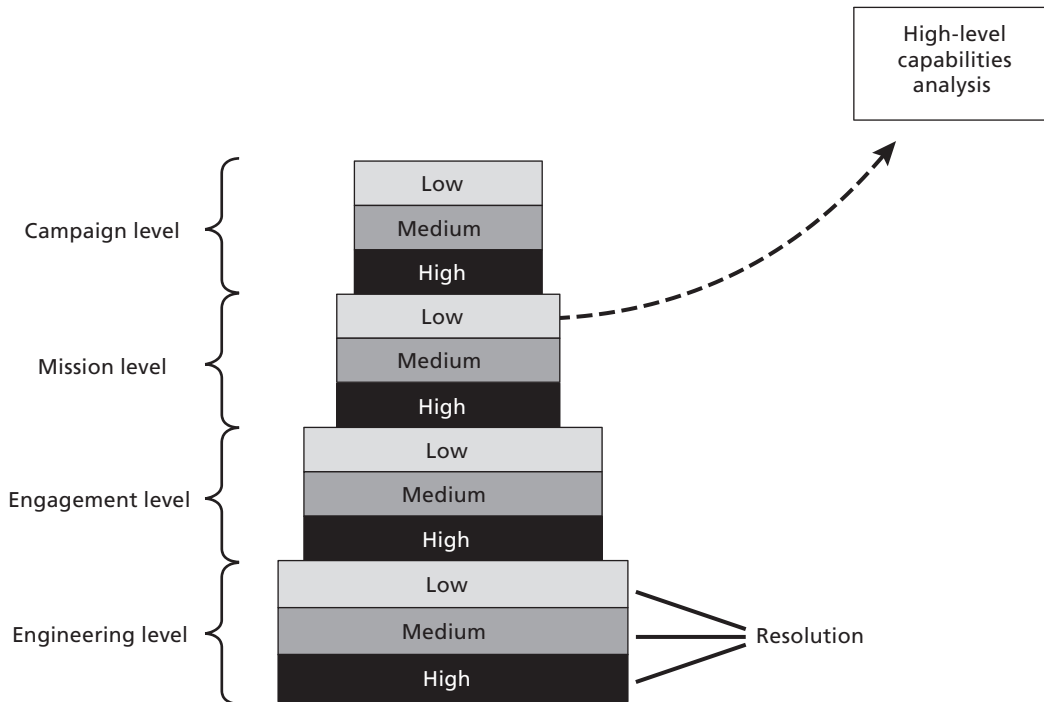 High-level
capabilities
analysis
Campaign level
Low
Medium
High
Mission level
Low
Medium
High
Engagement level
Low
Medium
High
Engineering level
Low
Medium
High
Resolution